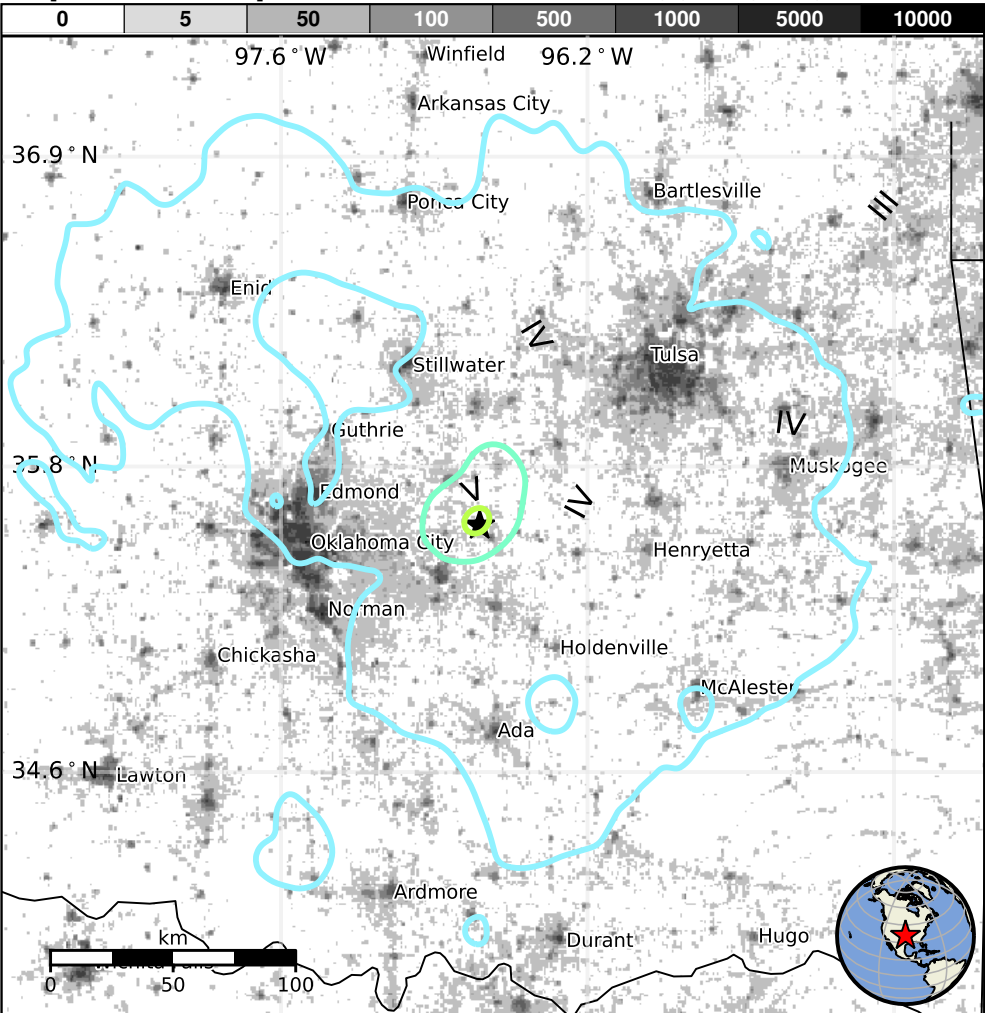 0 5 50 100 500 1000 5000 10000
97.6°W 96.2°W
Winfield
Arkansas City
36.9°N
Bartlesville
Ponca City
III
Enid
IV
Tulsa
Stillwater
IV
Guthrie
35.8°N
Muskogee
Edmond
V
IV
Oklahoma City
Henryetta
Norman
Holdenville
Chickasha
McAlester
Ada
34.6°N
Lawton
Ardmore
km
Durant
Hugo
0 50 100